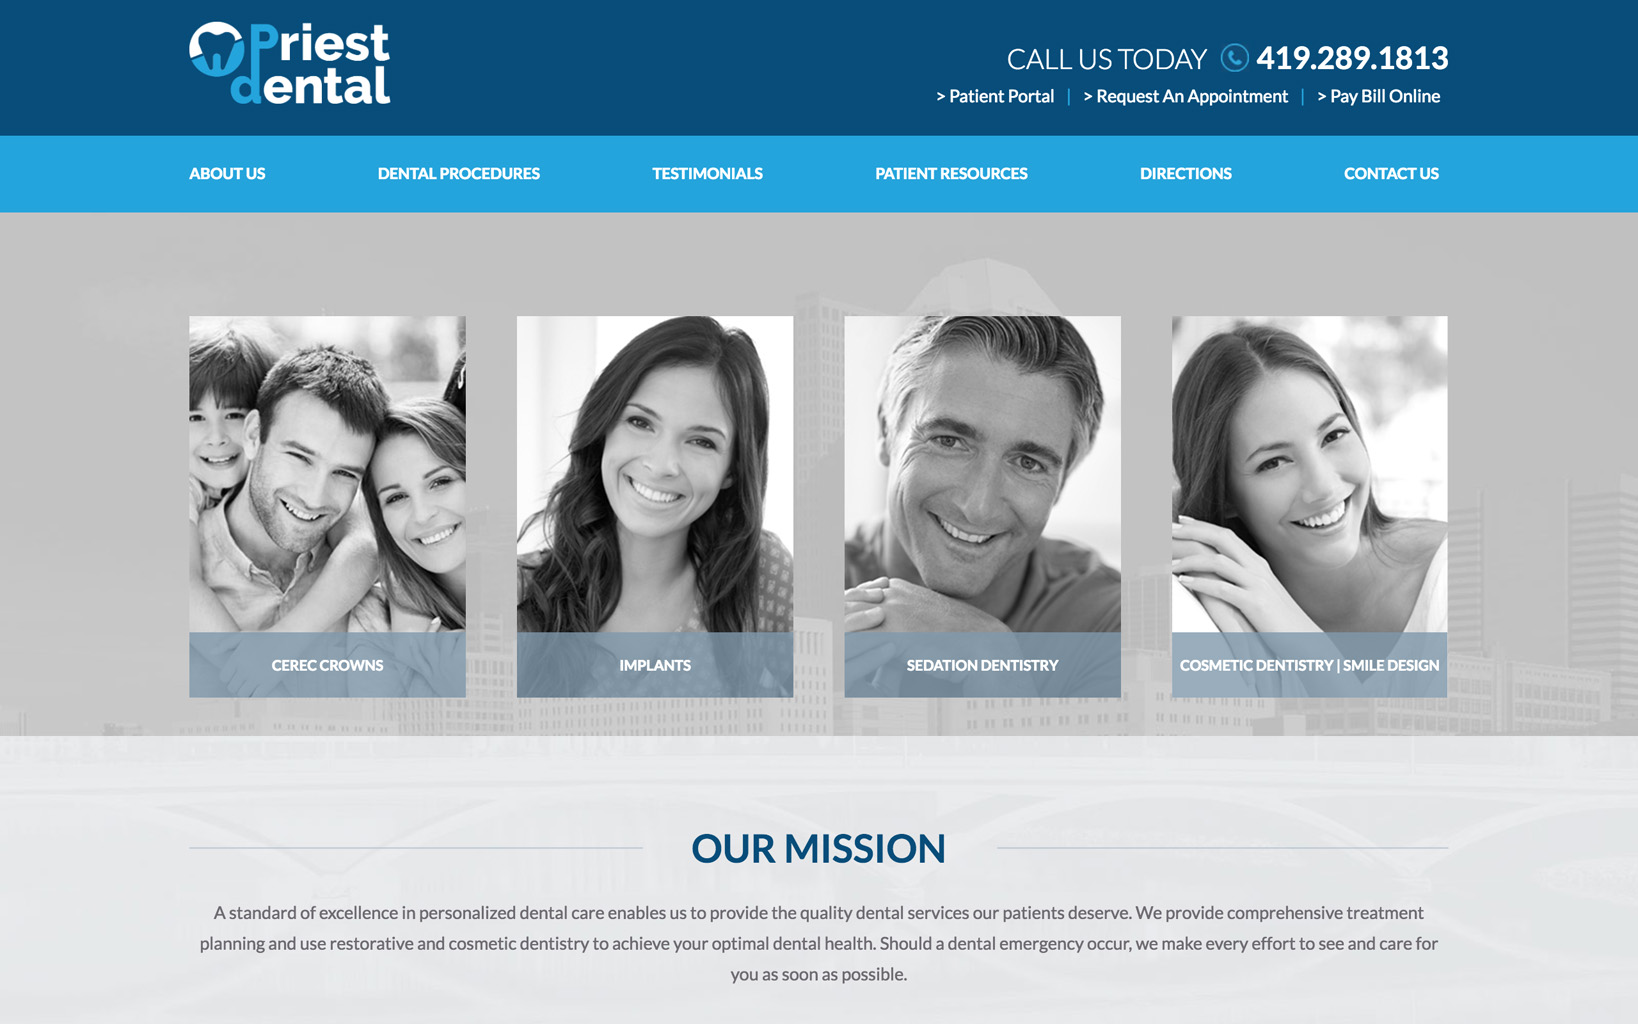 Priest
dental
CALL US TODAY 419.289.1813
> Patient Portal | > Request An Appointment | > Pay Bill Online
ABOUT US DENTAL PROCEDURES TESTIMONIALS PATIENT RESOURCES DIRECTIONS CONTACT US
CEREC CROWNS IMPLANTS SEDATION DENTISTRY COSMETIC DENTISTRY | SMILE DESIGN
OUR MISSION
A standard of excellence in personalized dental care enables us to provide the quality dental services our patients deserve. We provide comprehensive treatment
planning and use restorative and cosmetic dentistry to achieve your optimal dental health. Should a dental emergency occur, we make every effort to see and care for
you as soon as possible.